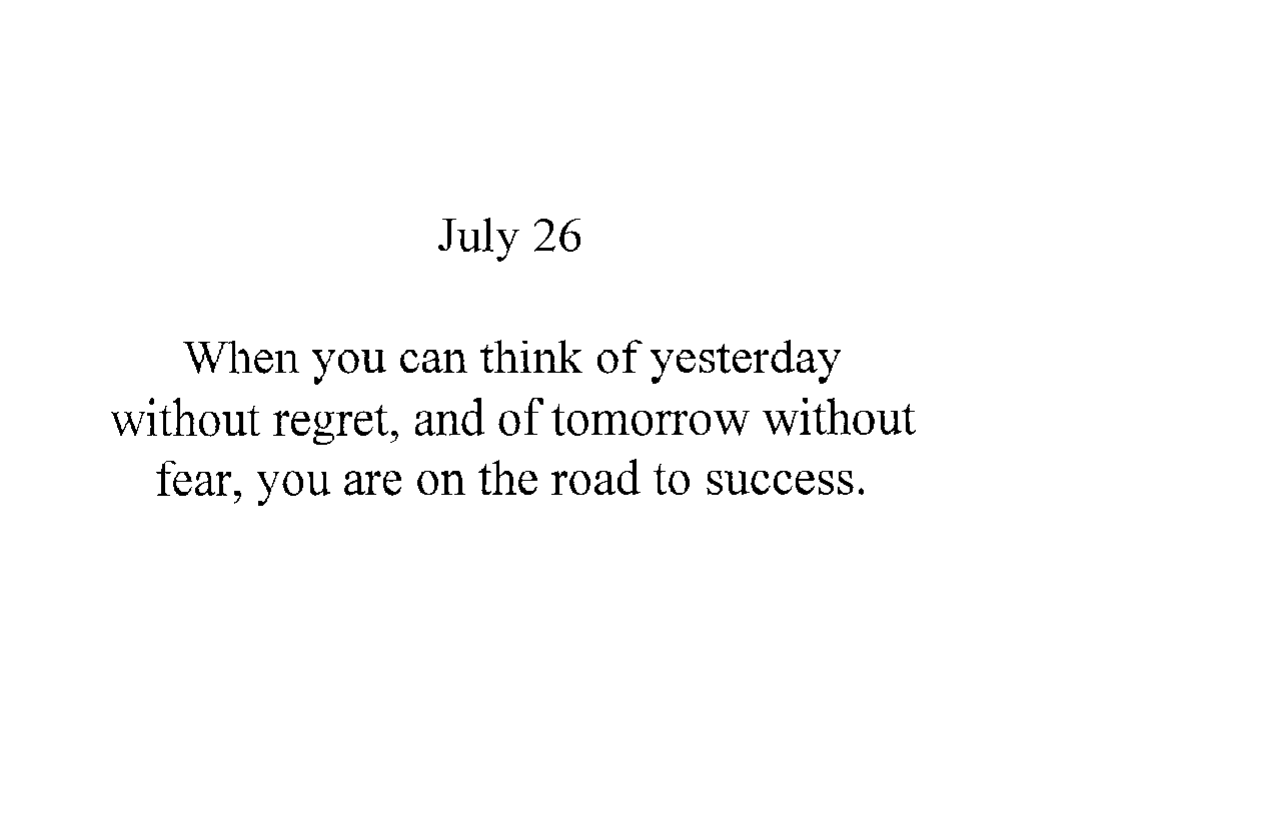 July 26
When you can think of yesterday
without regret, and of tomorrow without
fear, you are on the road to success.